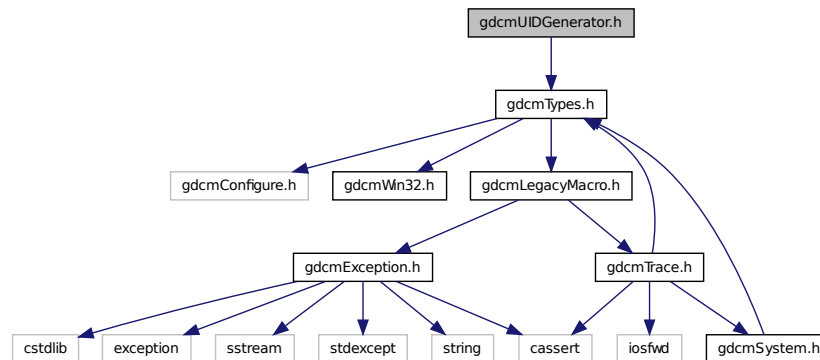 gdcmUIDGenerator.h
gdcmTypes.h
gdcmConfigure.h
gdcmWin32.h
gdcmLegacyMacro.h
gdcmException.h
gdcmTrace.h
cstdlib
exception
sstream
stdexcept
string
cassert
iosfwd
gdcmSystem.h